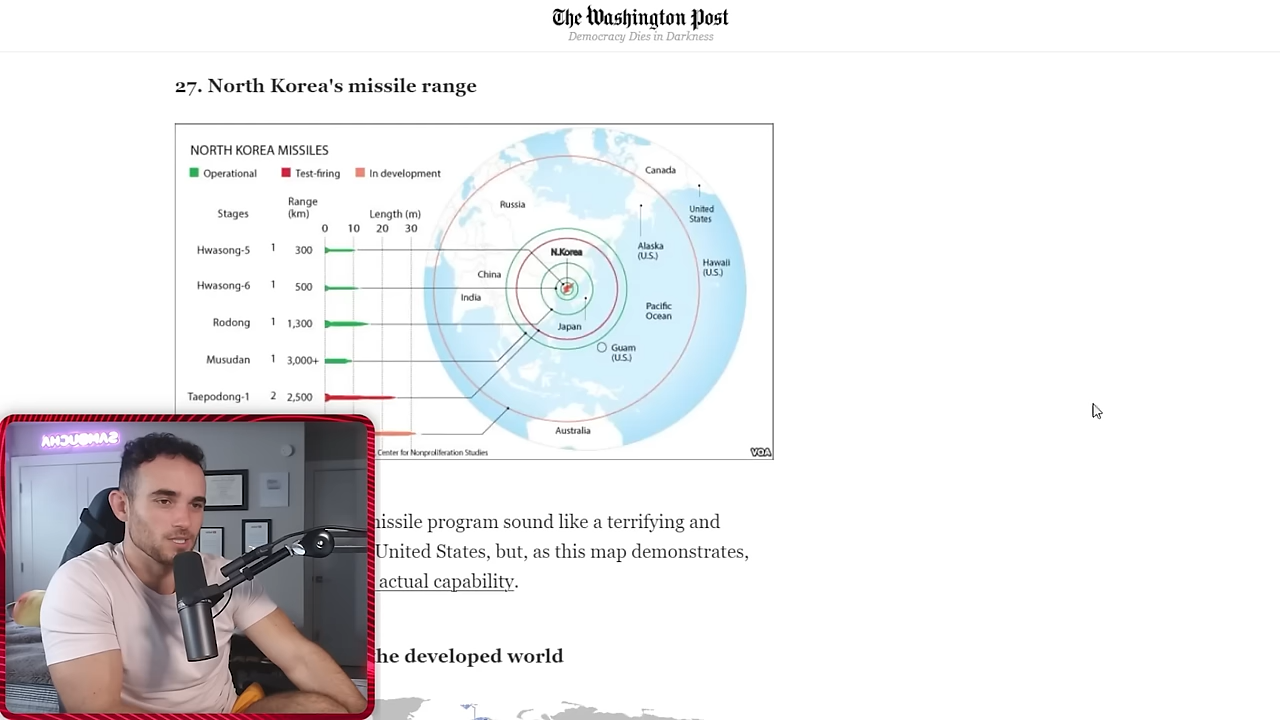 The Washington Post
Democracy Dies in Darkness
27. North Korea's missile range
NORTH KOREA MISSILES
Operational
Test-firing
In development
Stages
Range (km)
Length (m)
0 10 20 30
Hwasong-5 1 300
Hwasong-6 1 500
Rodong 1 1,300
Musudan 1 3,000+
Taepodong-1 2 2,500
Canada
Russia
United
States
N.Korea
Alaska
(U.S.)
Hawaii
(U.S.)
China
India
Pacific
Ocean
Japan
Guam
(U.S.)
Australia
Center for Nonproliferation Studies
VOA
SAMBUCHA
missile program sound like a terrifying and
United States, but, as this map demonstrates,
actual capability.
he developed world